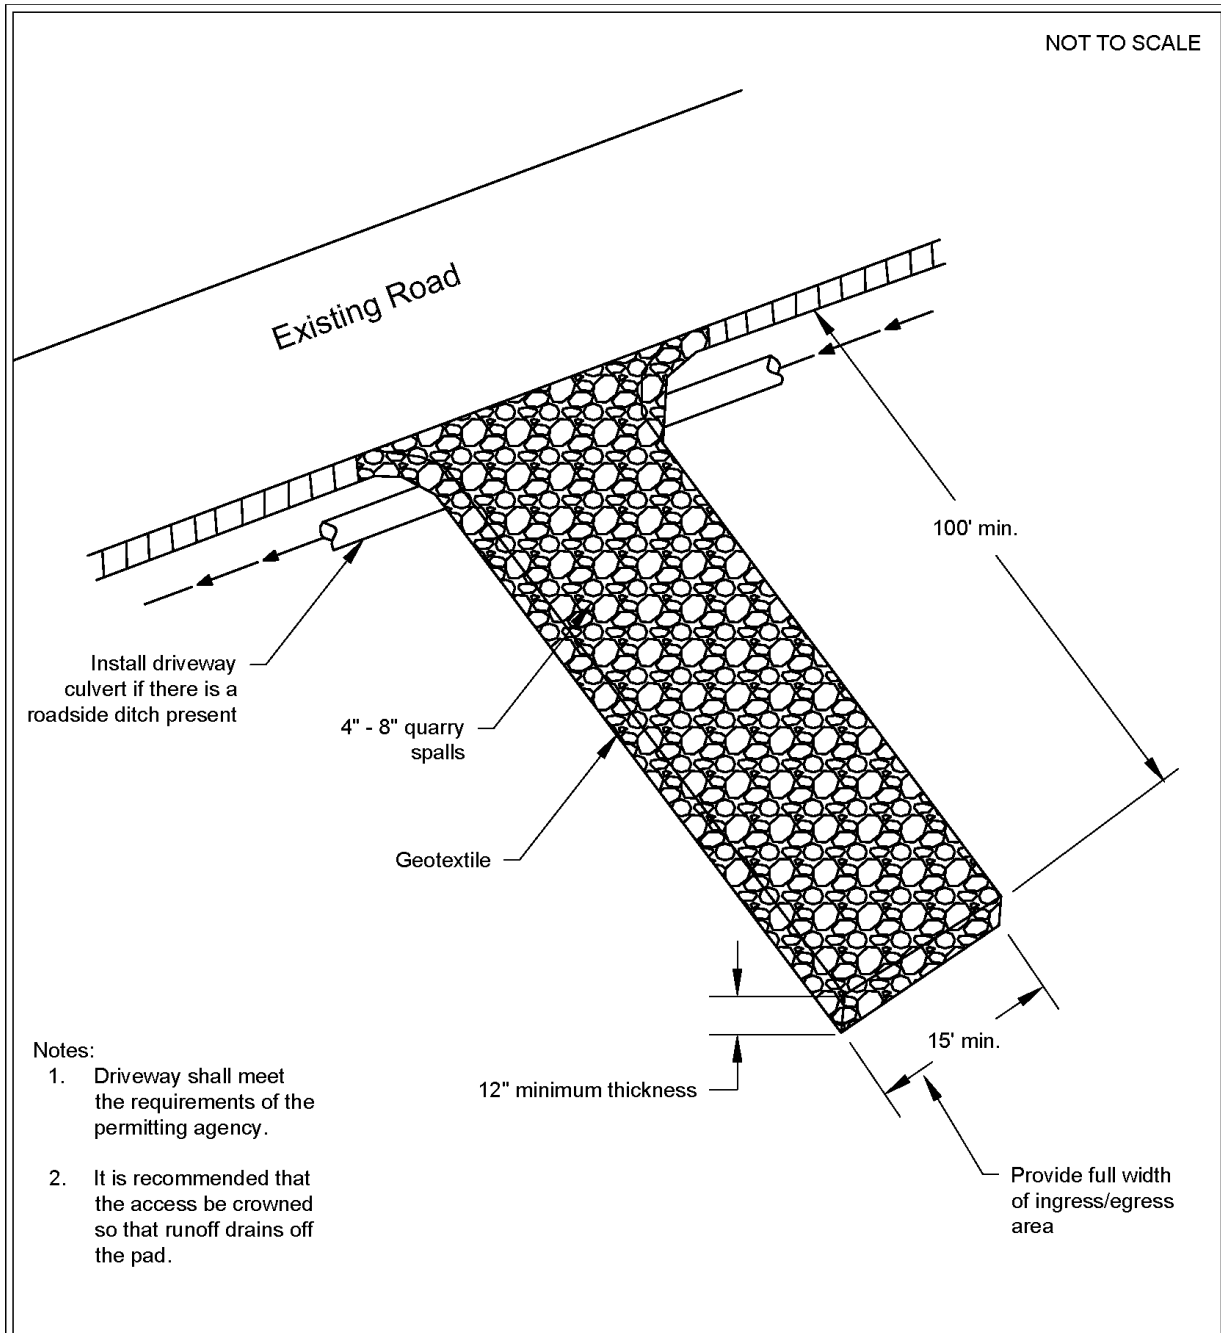 NOT TO SCALE
Existing Road
100' min.
Install driveway
culvert if there is a
roadside ditch present
4" - 8" quarry
spalls
Geotextile
15' min.
12" minimum thickness
Provide full width
of ingress/egress
area
Notes:
1. Driveway shall meet
the requirements of the
permitting agency.
2. It is recommended that
the access be crowned
so that runoff drains off
the pad.